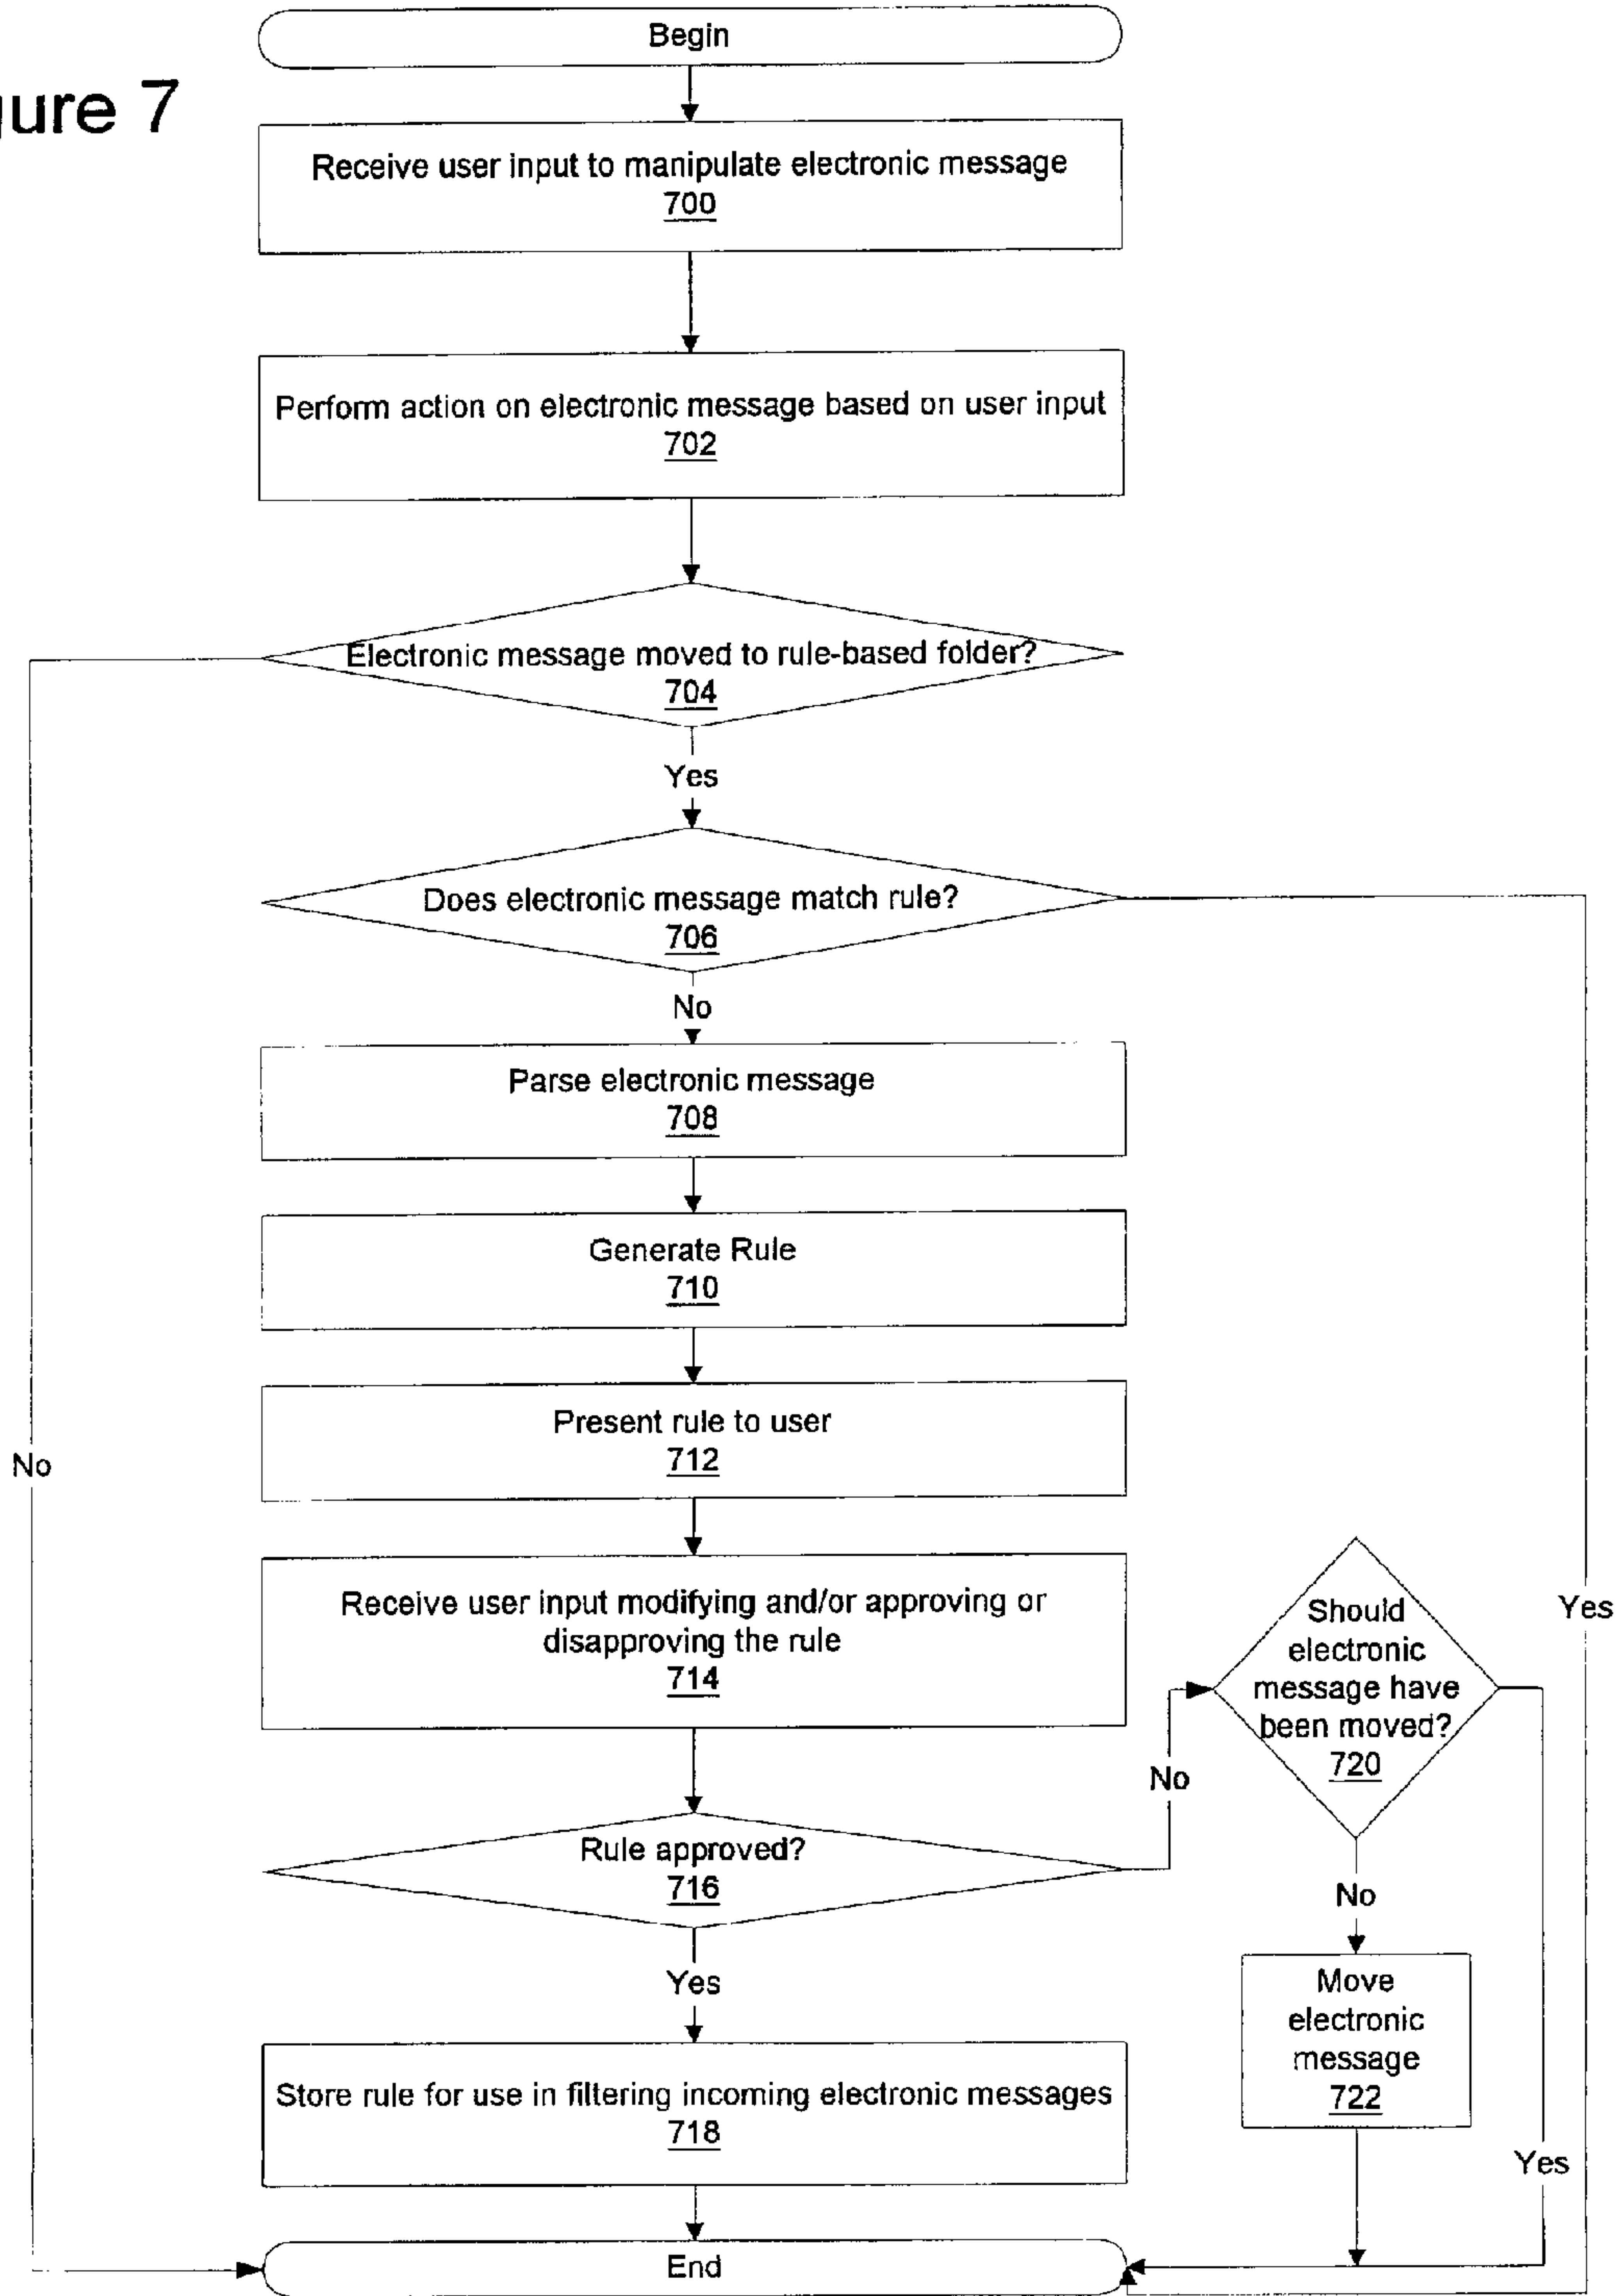 Begin
gure 7
Receive user input to manipulate electronic message
700
Perform action on electronic message based on user input
702
Electronic message moved to rule-based folder?
704
Yes
Does electronic message match rule?
706
No
Parse electronic message
708
Generate Rule
710
Present rule to user
712
No
Receive user input modifying and/or approving or
disapproving the rule
714
Should
electronic
message have
been moved?
720
Yes
No
Rule approved?
716
No
Yes
Move
electronic
message
722
Store rule for use in filtering incoming electronic messages
718
Yes
End